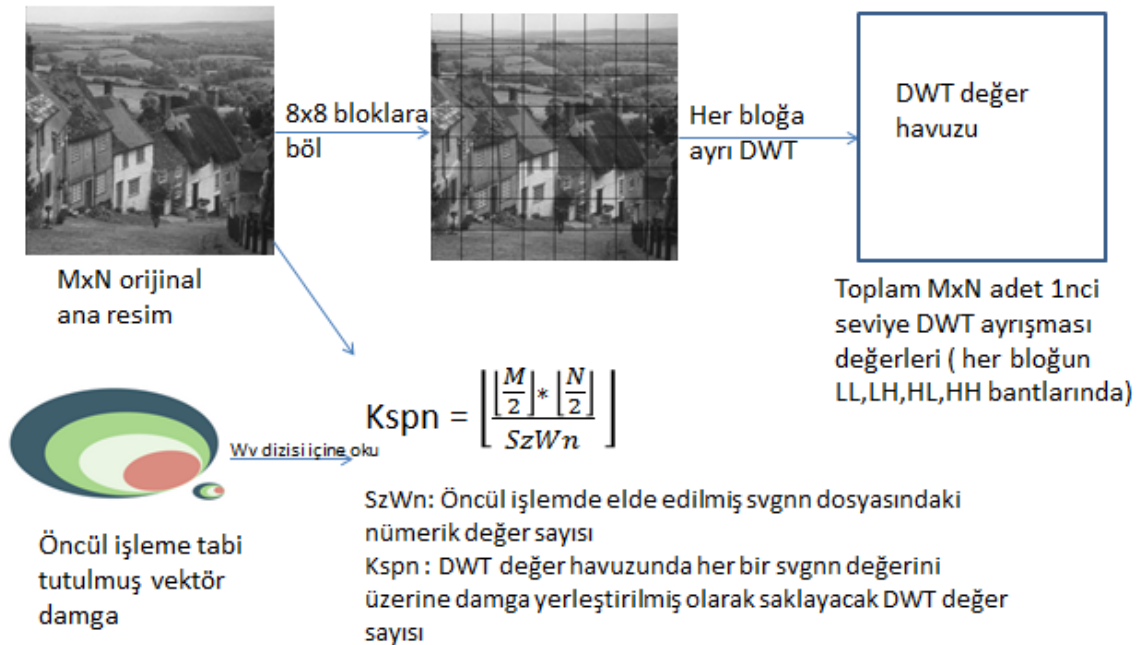 8x8 bloklara
böl
Her bloğa
ayrı DWT
DWT değer
havuzu
MxN orijinal
ana resim
Toplam MxN adet 1nci
seviye DWT ayrışması
değerleri ( her bloğun
LL,LH,HL,HH bantlarında)
Kspn = ⌊(⌊M/2⌋ * ⌊N/2⌋)/SzWn⌋
Wv dizisi içine oku
Öncül işleme tabi
tutulmuş vektör
damga
SzWn: Öncül işlemde elde edilmiş svgnn dosyasındaki
nümerik değer sayısı
Kspn : DWT değer havuzunda her bir svgnn değerini
üzerine damga yerleştirilmiş olarak saklayacak DWT değer
sayısı